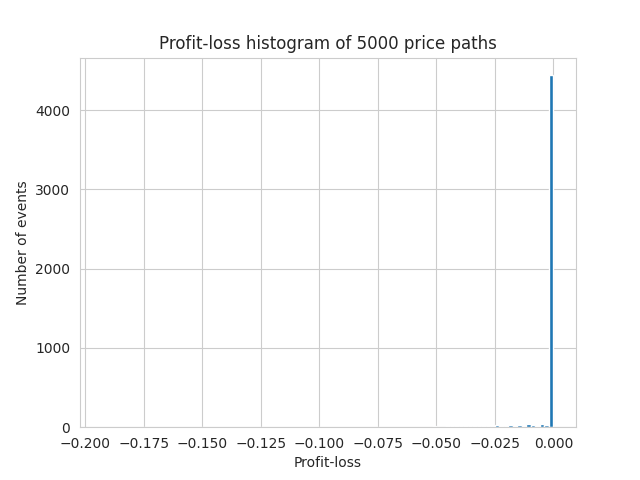 Profit-loss histogram of 5000 price paths
Number of events
4000
3000
2000
1000
0
−0.200 −0.175 −0.150 −0.125 −0.100 −0.075 −0.050 −0.025 0.000
Profit-loss